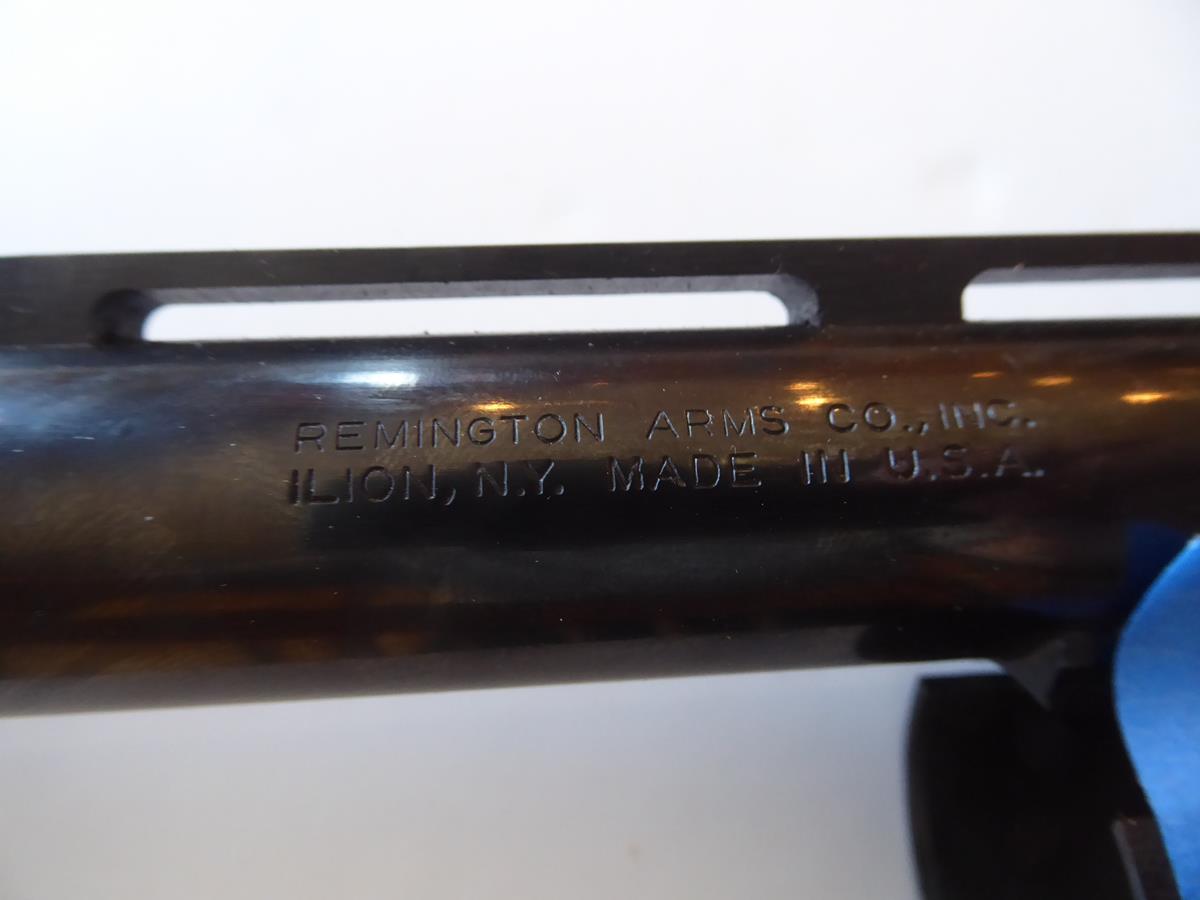 REMINGTON ARMS CO., INC.
ILION, N.Y. MADE IN U.S.A.